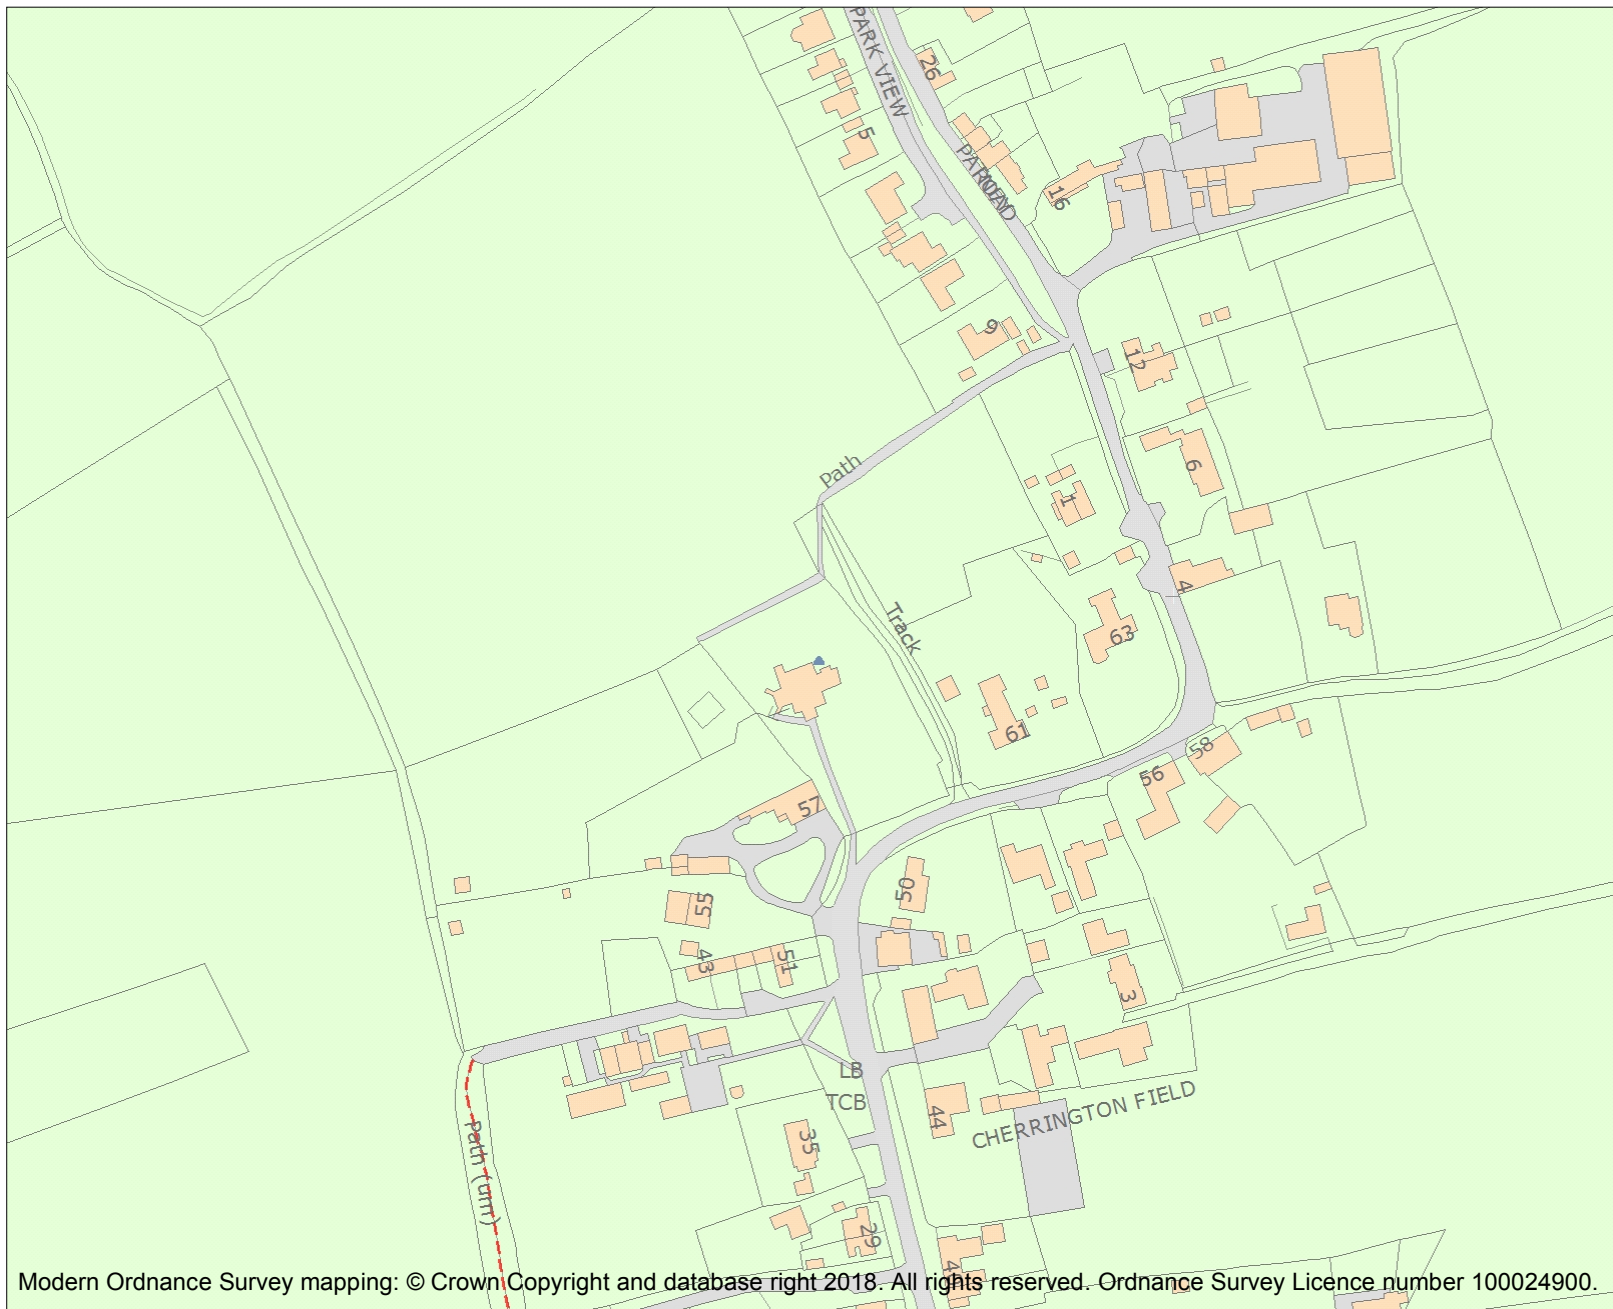 PARK VIEW
26
5
PARK
ROAD
16
9
12
Path
6
1
4
Track
63
61
58
56
57
50
55
43
51
3
LB
TCB
44
CHERRINGTON FIELD
35
Path (um)
29
Modern Ordnance Survey mapping: © Crown Copyright and database right 2018. All rights reserved. Ordnance Survey Licence number 100024900.